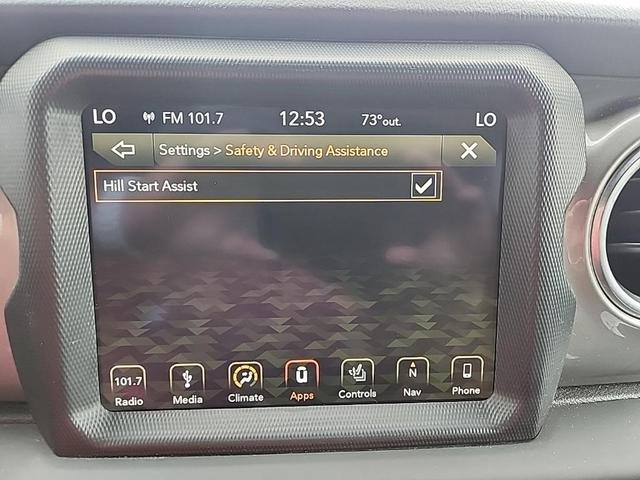 LO FM 101.7 12:53 73°out. LO
Settings > Safety & Driving Assistance
Hill Start Assist
101.7 N
Radio Media Climate Apps Controls Nav Phone